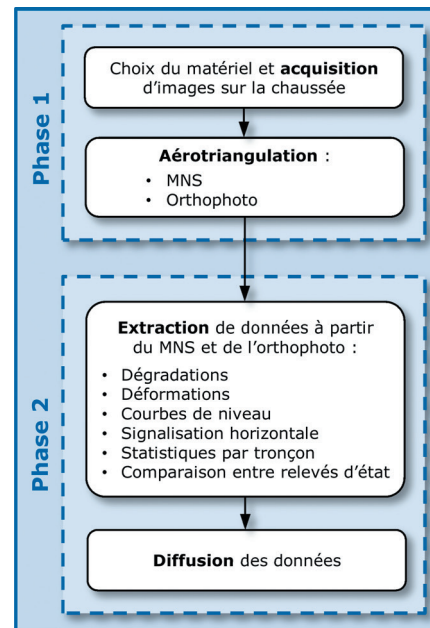 Phase 1
Choix du matériel et acquisition
d'images sur la chaussée
Aérotriangulation :
• MNS
• Orthophoto
Phase 2
Extraction de données à partir
du MNS et de l'orthophoto :
• Dégradations
• Déformations
• Courbes de niveau
• Signalisation horizontale
• Statistiques par tronçon
• Comparaison entre relevés d'état
Diffusion des données